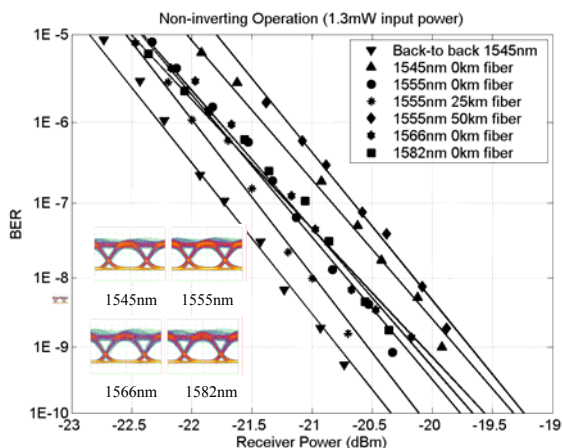 Non-inverting Operation (1.3mW input power)
1E-5
1E-6
1E-7
1E-8
1E-9
1E-10
BER
Back-to back 1545nm
1545nm 0km fiber
1555nm 0km fiber
1555nm 25km fiber
1555nm 50km fiber
1566nm 0km fiber
1582nm 0km fiber
1545nm 1555nm
1566nm 1582nm
-23 -22.5 -22 -21.5 -21 -20.5 -20 -19.5 -19
Receiver Power (dBm)